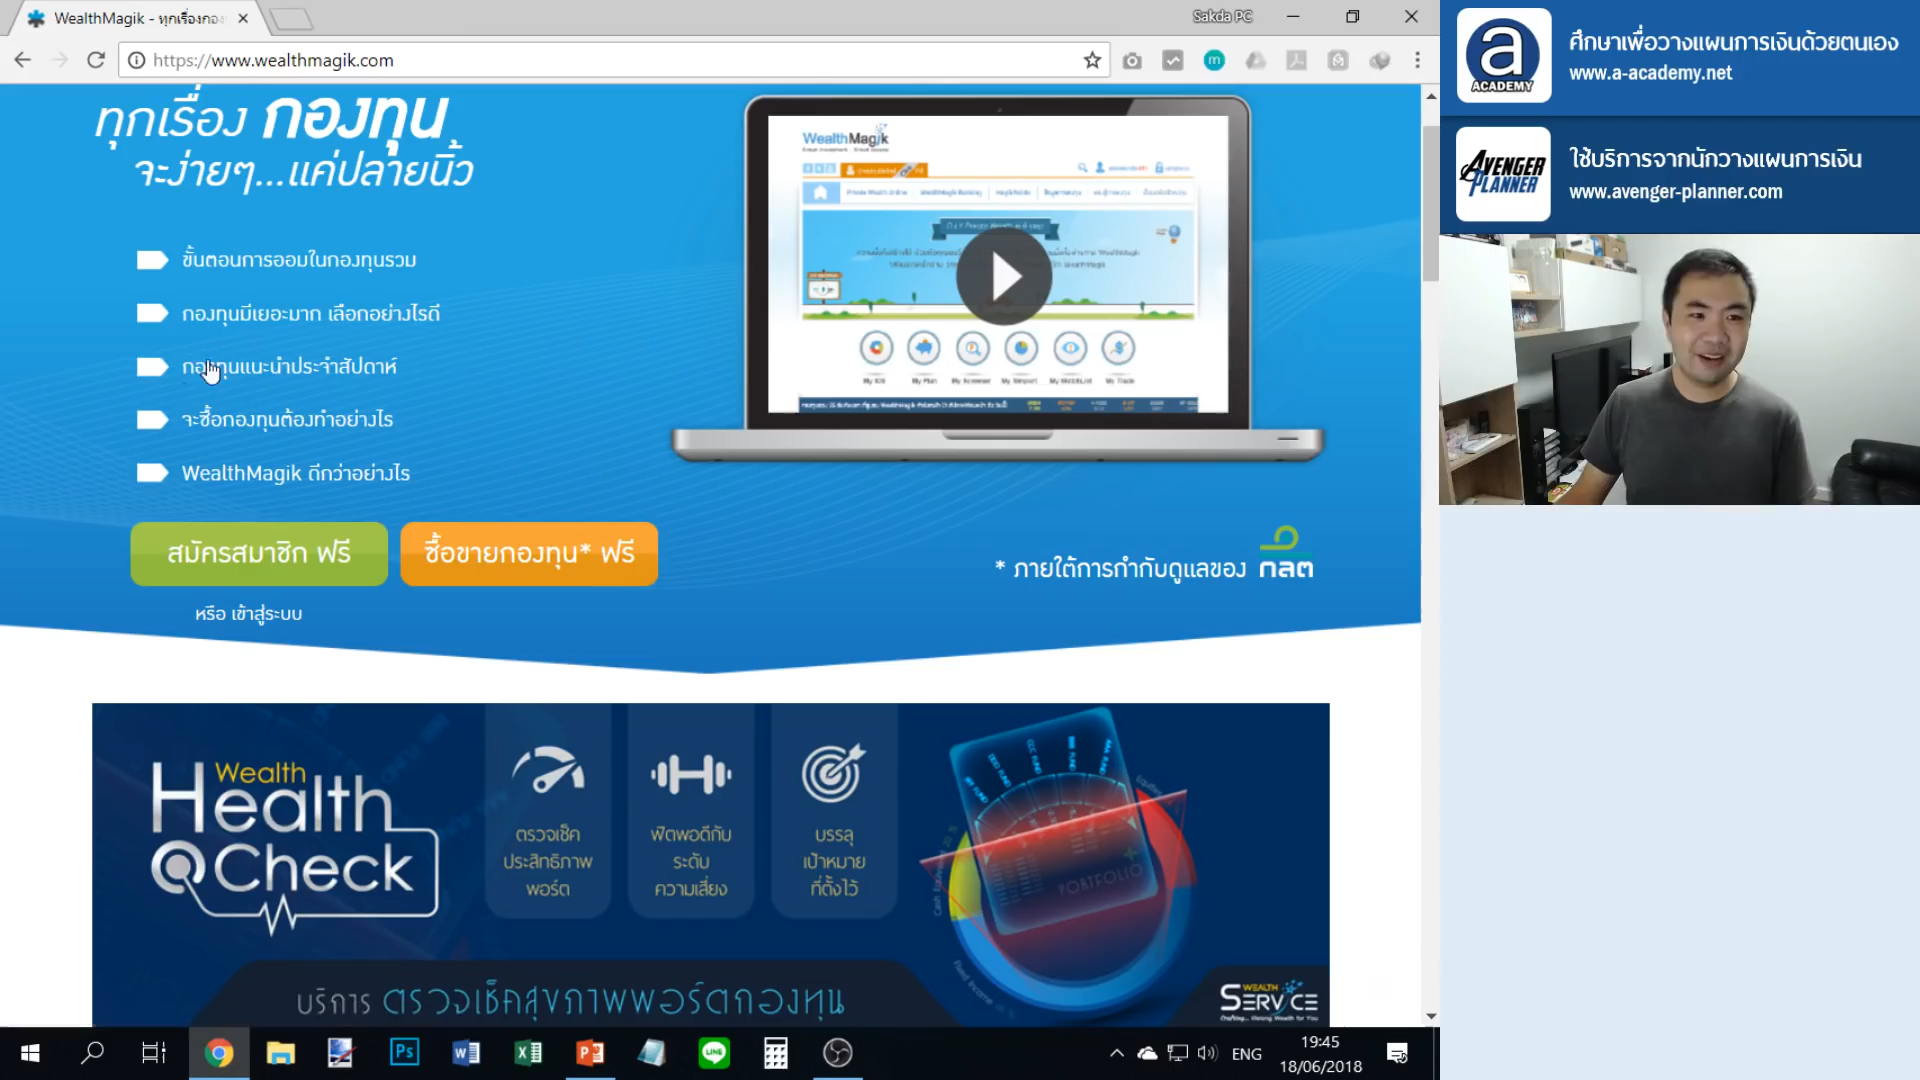 WealthMagik - ทุกเรื่องกอง
Sakda PC
https://www.wealthmagik.com
ทุกเรื่อง กองทุน
จะง่ายๆ...แค่ปลายนิ้ว
ขั้นตอนการออมในกองทุนรวม
กองทุนมีเยอะมาก เลือกอย่างไรดี
กองทุนแนะนำประจำสัปดาห์
จะซื้อกองทุนต้องทำอย่างไร
WealthMagik ดีกว่าอย่างไร
สมัครสมาชิก ฟรี
ซื้อขายกองทุน* ฟรี
หรือ เข้าสู่ระบบ
WealthMagik
My Plan
My Trade
* ภายใต้การกำกับดูแลของ กลต
Wealth
Health
Check
ตรวจเช็ค
ประสิทธิภาพ
พอร์ต
ฟิตพอดีกับ
ระดับ
ความเสี่ยง
บรรลุ
เป้าหมาย
ที่ตั้งไว้
PORTFOLIO
บริการ ตรวจเช็คสุขภาพพอร์ตกองทุน
WEALTH
SERVICE
a
ACADEMY
ศึกษาเพื่อวางแผนการเงินด้วยตนเอง
www.a-academy.net
AVENGER
PLANNER
ใช้บริการจากนักวางแผนการเงิน
www.avenger-planner.com
Ps
LINE
ENG
19:45
18/06/2018